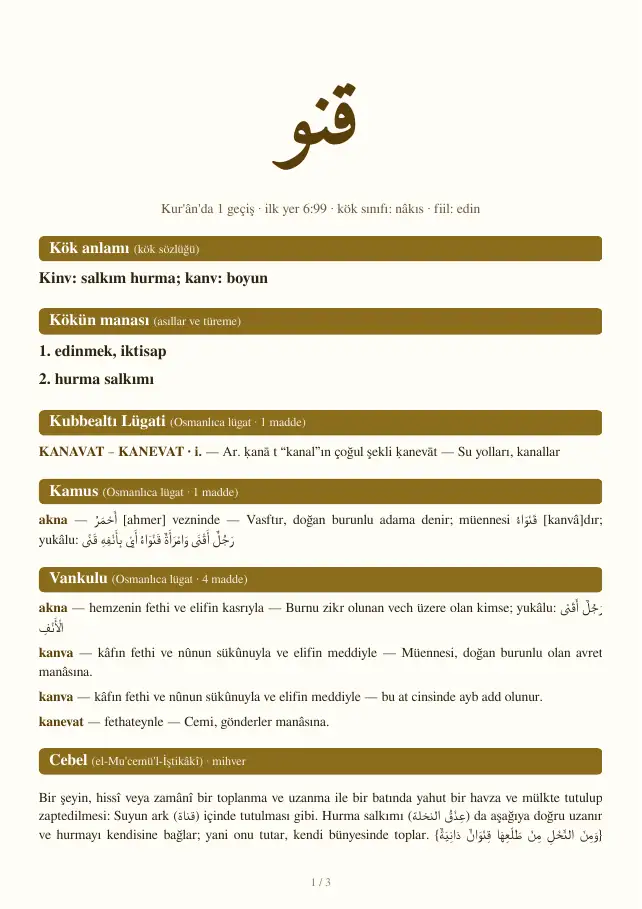 قنو
Kur'ân'da 1 geçiş · ilk yer 6:99 · kök sınıfı: nâkıs · fiil: edin
Kök anlamı (kök sözlüğü)
Kinv: salkım hurma; kanv: boyun
Kökün manası (asıllar ve türeme)
1. edinmek, iktisap
2. hurma salkımı
Kubbealtı Lügati (Osmanlıca lügat · 1 madde)
KANAVAT – KANEVAT · i. — Ar. ḳanā t “kanal”ın çoğul şekli ḳanevāt — Su yolları, kanallar
Kamus (Osmanlıca lügat · 1 madde)
akna — أَحْمَرُ [ahmer] vezninde — Vasftır, doğan burunlu adama denir; müennesi قَنْوَاءُ [kanvâ]dır;
yukâlu: رَجُلٌ أَقْنَى وَامْرَأَةٌ قَنْوَاءُ أَيْ بِأَنْفِهِ قَنًى
Vankulu (Osmanlıca lügat · 4 madde)
akna — hemzenin fethi ve elifin kasrıyla — Burnu zikr olunan vech üzere olan kimse; yukâlu: رَجُلٌ أَقْنَى
الْأَنْفِ
kanva — kâfın fethi ve nûnun sükûnuyla ve elifin meddiyle — Müennesi, doğan burunlu olan avret
manâsına.
kanva — kâfın fethi ve nûnun sükûnuyla ve elifin meddiyle — bu at cinsinde ayb add olunur.
kanevat — fethateynle — Cemi, gönderler manâsına.
Cebel (el-Mu'cemü'l-İştikâkî) · mihver
Bir şeyin, hissî veya zamânî bir toplanma ve uzanma ile bir batında yahut bir havza ve mülkte tutulup
zaptedilmesi: Suyun ark (قناة) içinde tutulması gibi. Hurma salkımı (عِذْقُ النخلة) da aşağıya doğru uzanır
ve hurmayı kendisine bağlar; yani onu tutar, kendi bünyesinde toplar. {وَمِنَ النَّخْلِ مِنْ طَلْعِهَا قِنْوَانٌ دَانِيَةٌ}
1 / 3